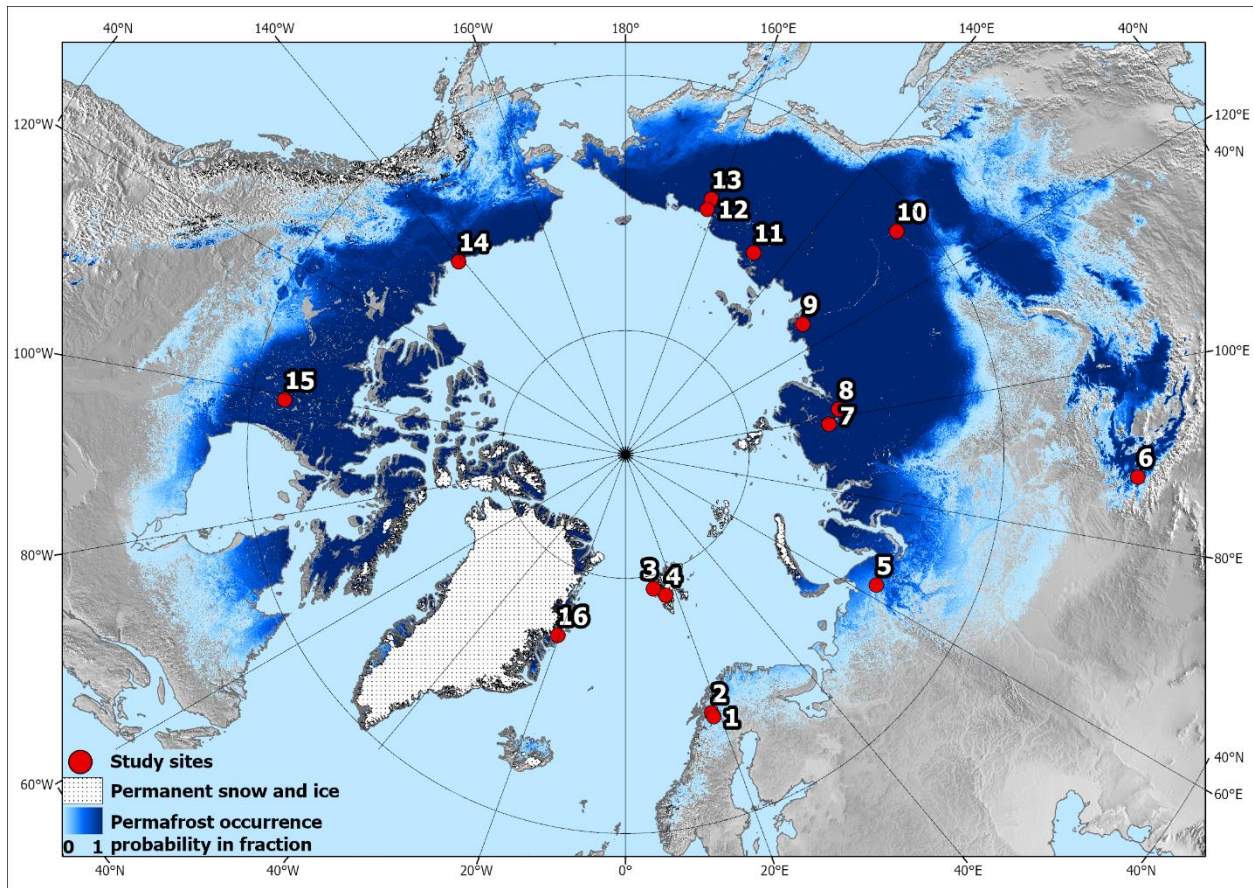 40°N 140°W 160°W 180° 160°E 40°N
140°E
120°W
120°E
40°N
13
12
10
14
11
9
100°W
100°E
15
8
7
6
80°W
80°E
5
3
4
16
2
1
Study sites
Permanent snow and ice
40°N
60°W
60°E
Permafrost occurrence
0 1 probability in fraction
40°N 40°W 20°W 0° 20°E 40°E 40°N